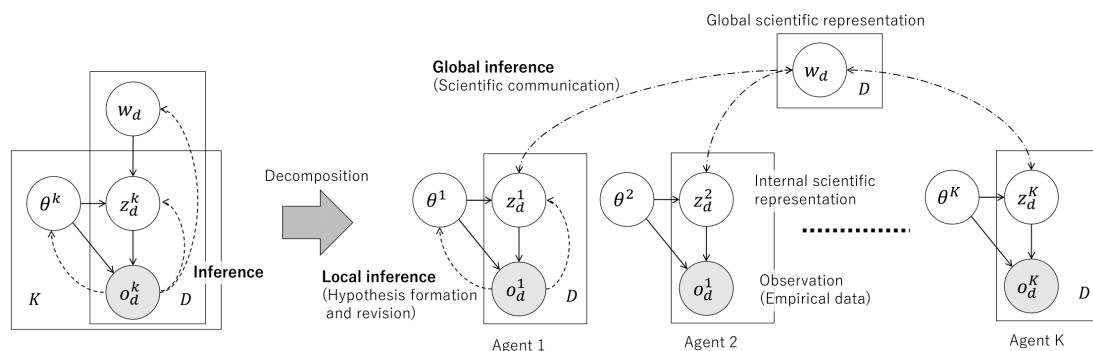 Global scientific representation
w_d
D
Global inference
(Scientific communication)
w_d
θ^k
z_d^k
o_d^k
K
D
Inference
Decomposition
Local inference
(Hypothesis formation
and revision)
θ^1
z_d^1
o_d^1
D
Agent 1
θ^2
z_d^2
o_d^1
Agent 2
Internal scientific
representation
Observation
(Empirical data)
θ^K
z_d^K
o_d^K
D
Agent K